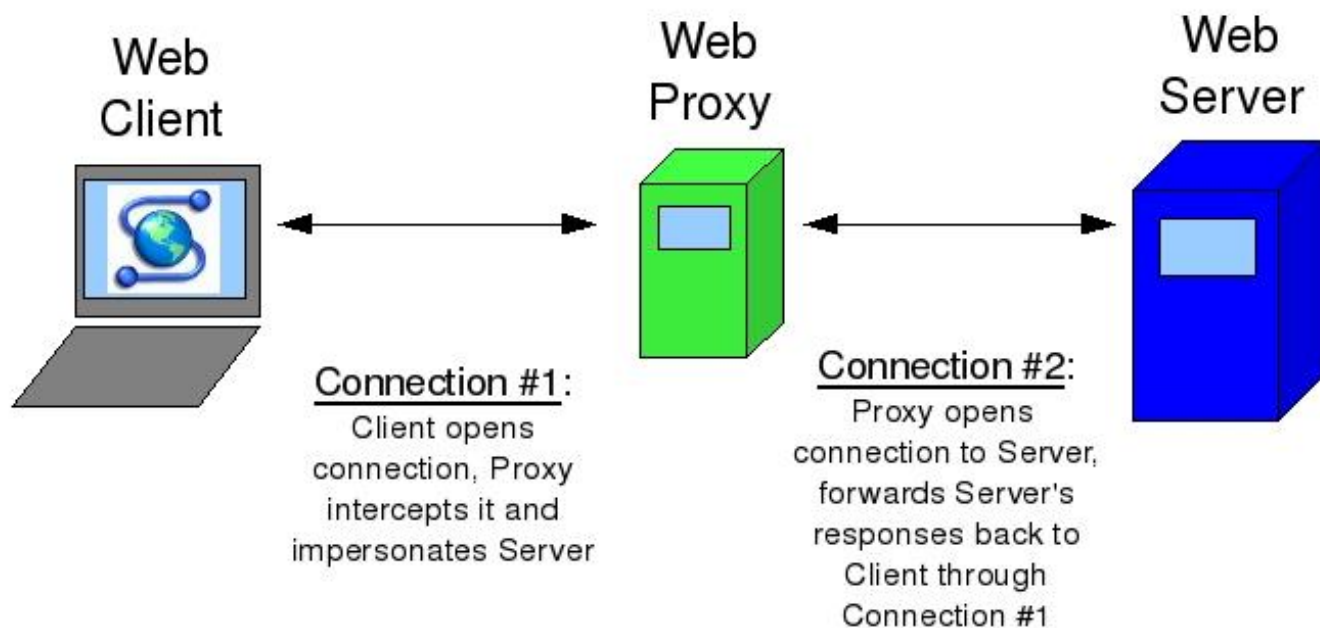 Web
Client
Web
Proxy
Web
Server
Connection #1:
Client opens
connection, Proxy
intercepts it and
impersonates Server
Connection #2:
Proxy opens
connection to Server,
forwards Server's
responses back to
Client through
Connection #1